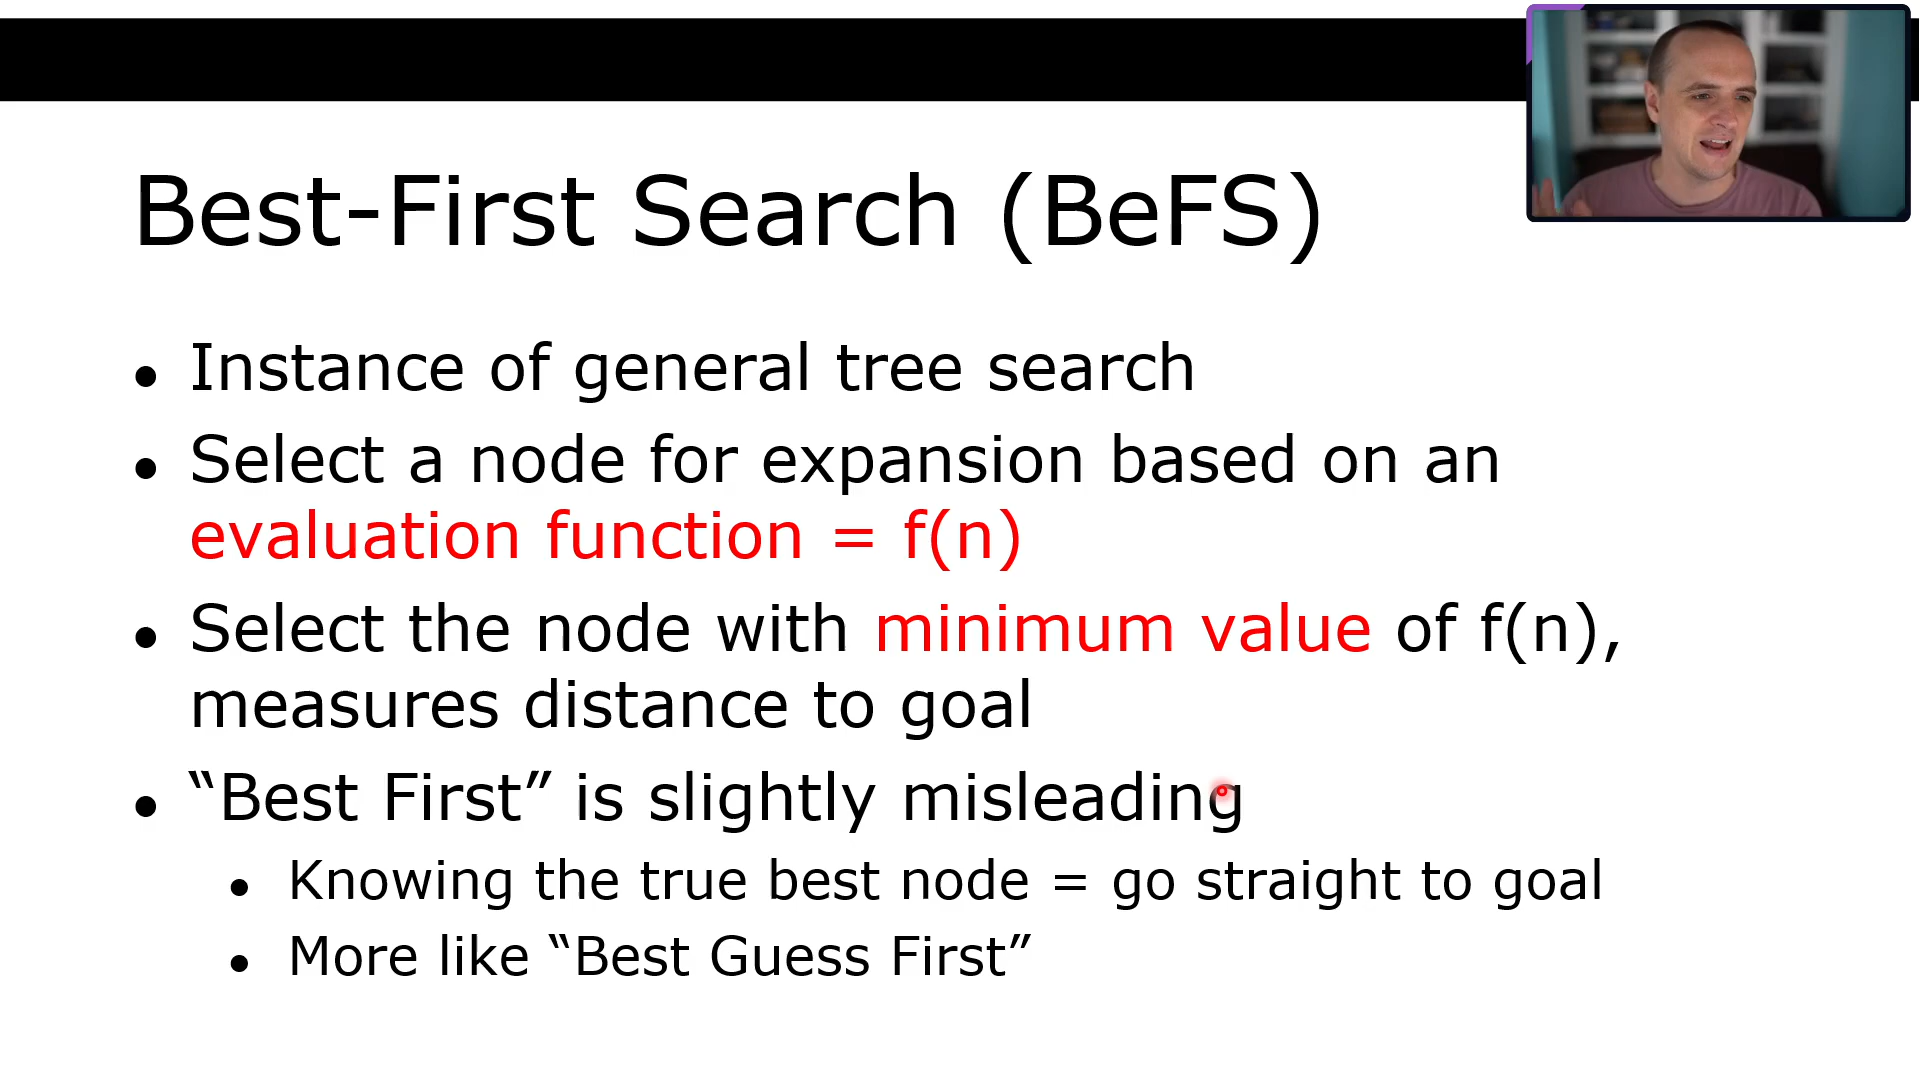 Best-First Search (BeFS)
• Instance of general tree search
• Select a node for expansion based on an
evaluation function = f(n)
• Select the node with minimum value of f(n),
measures distance to goal
• “Best First” is slightly misleading
• Knowing the true best node = go straight to goal
• More like “Best Guess First”